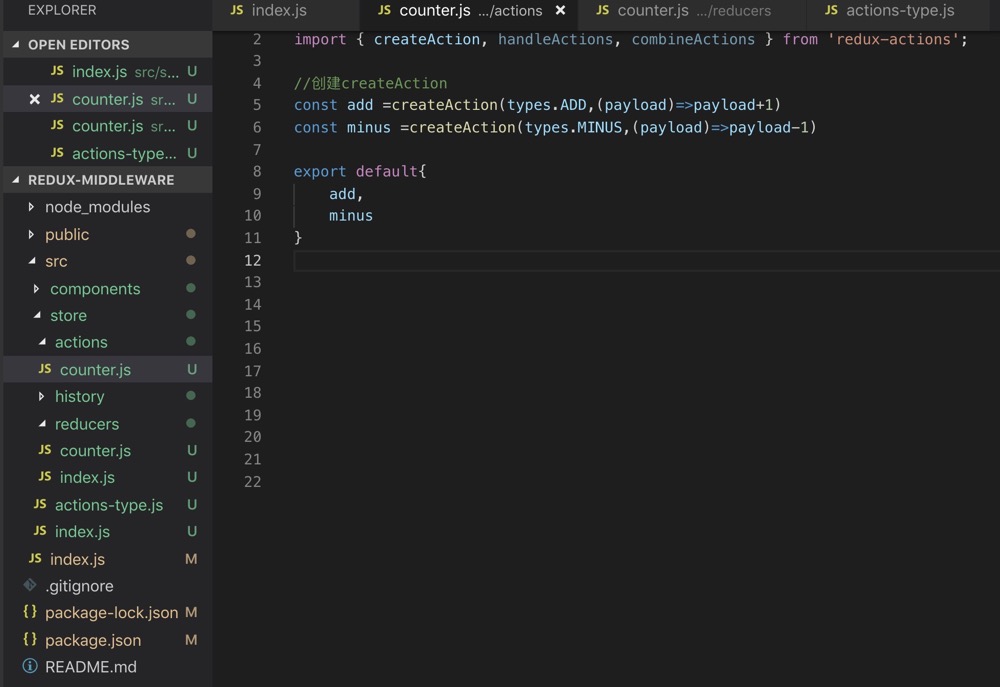 EXPLORER
JS index.js
JS counter.js .../actions ×
JS counter.js .../reducers
JS actions-type.js
OPEN EDITORS
JS index.js src/s... U
× JS counter.js sr... U
JS counter.js sr... U
JS actions-type... U
REDUX-MIDDLEWARE
node_modules
public
src
components
store
actions
JS counter.js U
history
reducers
JS counter.js U
JS index.js U
JS actions-type.js U
JS index.js U
JS index.js M
.gitignore
{} package-lock.json M
{} package.json M
README.md
2 import { createAction, handleActions, combineActions } from 'redux-actions';
3
4 //创建createAction
5 const add =createAction(types.ADD,(payload)=>payload+1)
6 const minus =createAction(types.MINUS,(payload)=>payload-1)
7
8 export default{
9 add,
10 minus
11 }
12
13
14
15
16
17
18
19
20
21
22